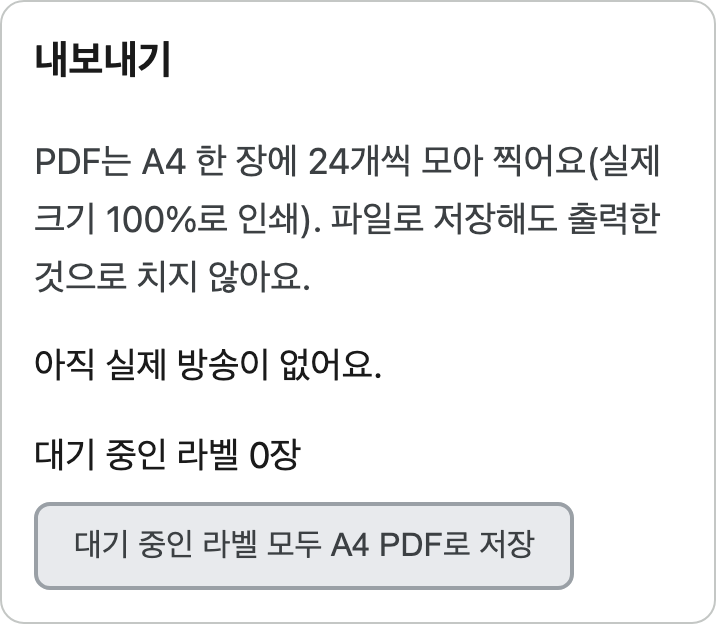 내보내기
PDF는 A4 한 장에 24개씩 모아 찍어요(실제
크기 100%로 인쇄). 파일로 저장해도 출력한
것으로 치지 않아요.
아직 실제 방송이 없어요.
대기 중인 라벨 0장
대기 중인 라벨 모두 A4 PDF로 저장